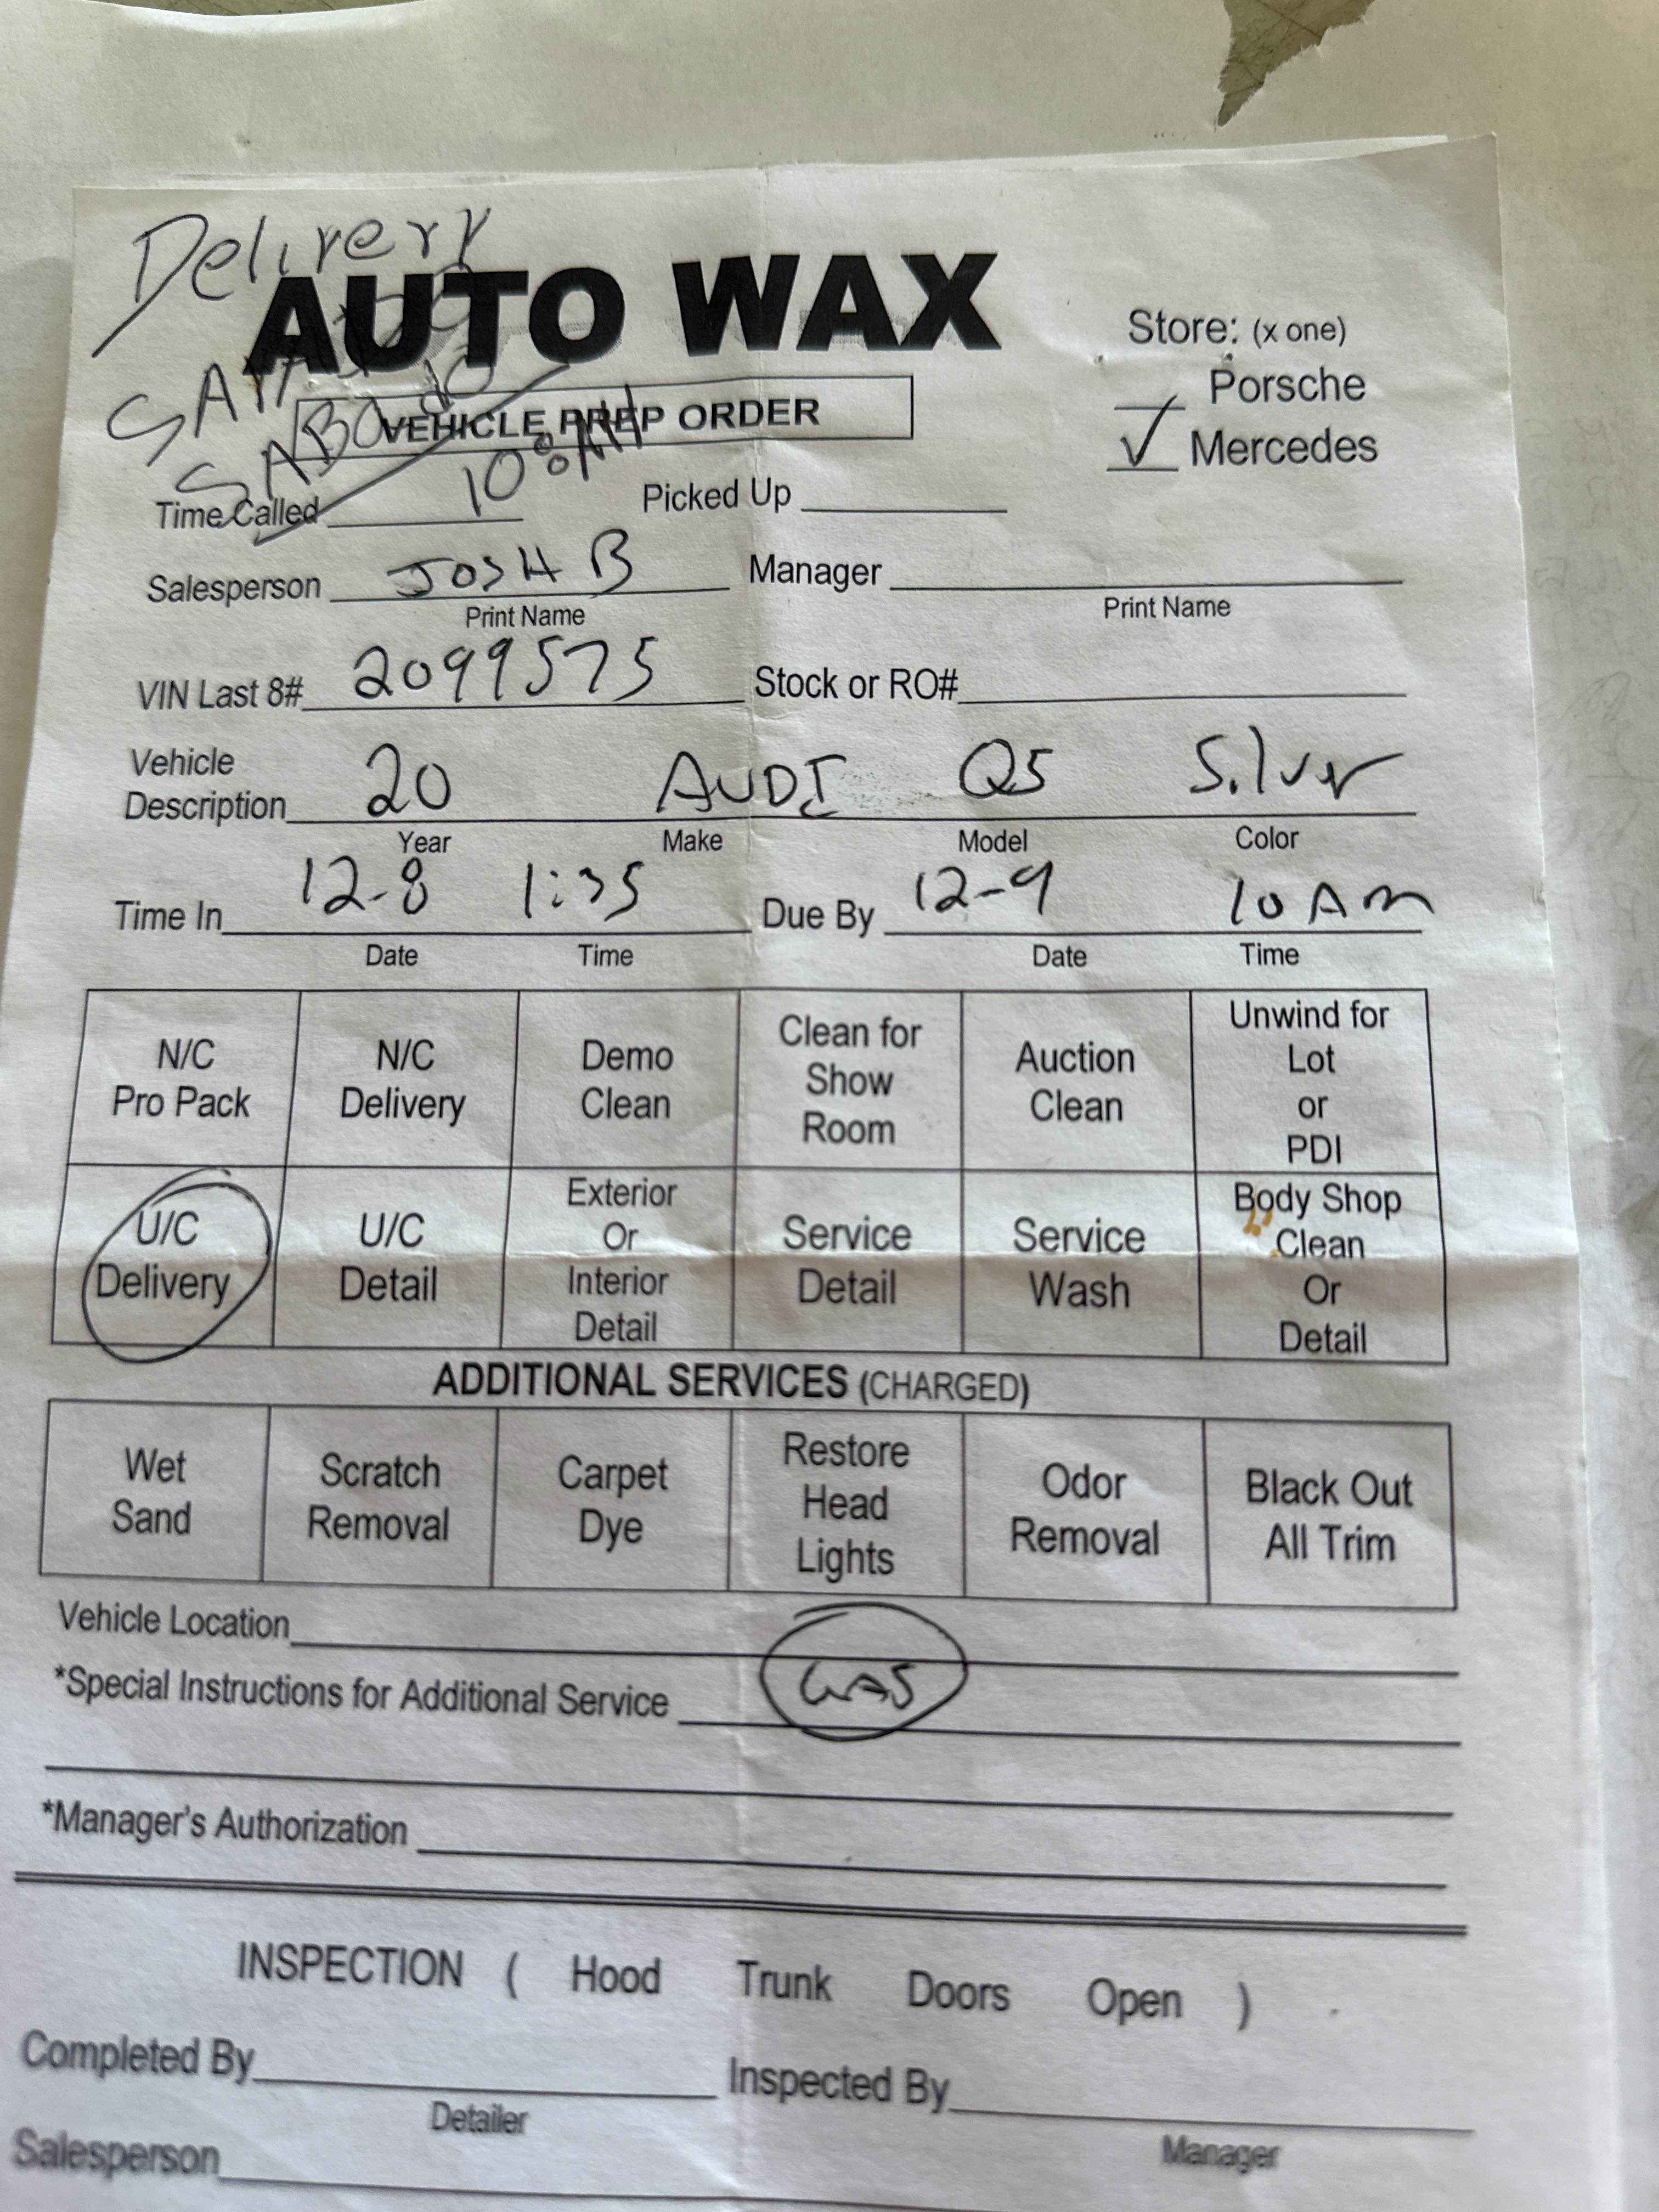 Delivery
AUTO WAX
Store: (x one)
Porsche
✓ Mercedes
SABado
VEHICLE PREP ORDER
10:AM
Time Called Picked Up
Salesperson JOSH B Manager
Print Name Print Name
VIN Last 8# 2099575 Stock or RO#
Vehicle Description 20 AUDI Q5 Silver
Year Make Model Color
Time In 12-8 1:35 Due By 12-9 10 AM
Date Time Date Time
N/C Pro Pack N/C Delivery Demo Clean Clean for Show Room Auction Clean Unwind for Lot or PDI
U/C Delivery U/C Detail Exterior Or Interior Detail Service Detail Service Wash Body Shop Clean Or Detail
ADDITIONAL SERVICES (CHARGED)
Wet Sand Scratch Removal Carpet Dye Restore Head Lights Odor Removal Black Out All Trim
Vehicle Location
*Special Instructions for Additional Service GAS
*Manager's Authorization
INSPECTION ( Hood Trunk Doors Open )
Completed By Inspected By
Detailer Manager
Salesperson